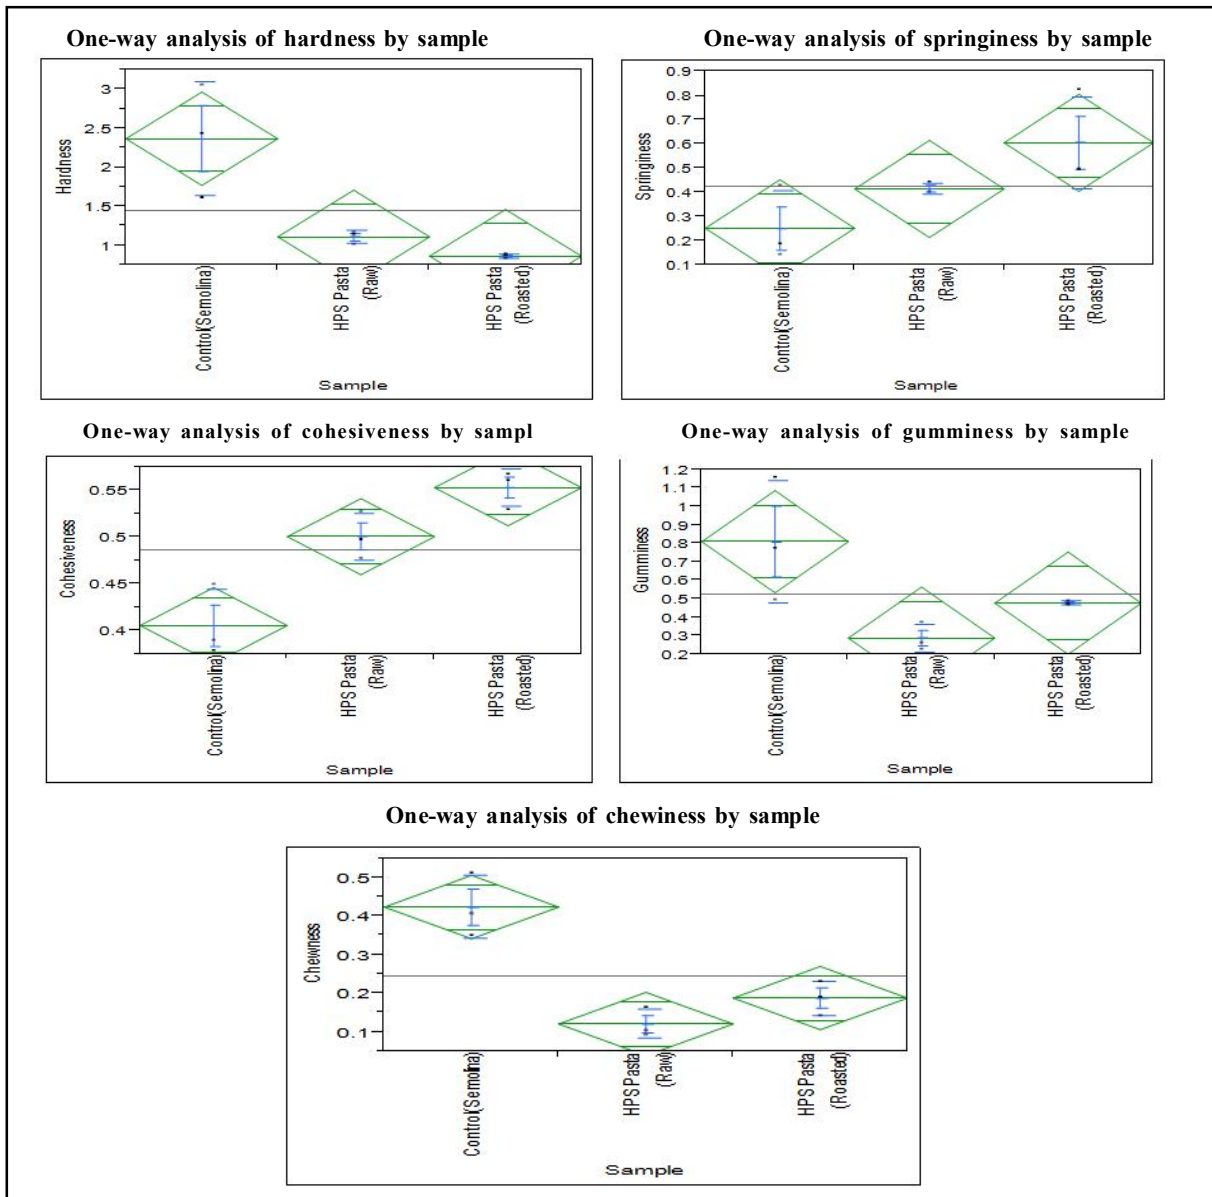 One-way analysis of hardness by sample
Hardness
3
2.5
2
1.5
1
Control(Semolina)
HPS Pasta
(Raw)
HPS Pasta
(Roasted)
Sample
One-way analysis of springiness by sample
Springiness
0.9
0.8
0.7
0.6
0.5
0.4
0.3
0.2
0.1
Control(Semolina)
HPS Pasta
(Raw)
HPS Pasta
(Roasted)
Sample
One-way analysis of cohesiveness by sampl
Cohesiveness
0.55
0.5
0.45
0.4
Control(Semolina)
HPS Pasta
(Raw)
HPS Pasta
(Roasted)
Sample
One-way analysis of gumminess by sample
Gumminess
1.2
1.1
1
0.9
0.8
0.7
0.6
0.5
0.4
0.3
0.2
Control(Semolina)
HPS Pasta
(Raw)
HPS Pasta
(Roasted)
Sample
One-way analysis of chewiness by sample
Chewness
0.5
0.4
0.3
0.2
0.1
Control(Semolina)
HPS Pasta
(Raw)
HPS Pasta
(Roasted)
Sample